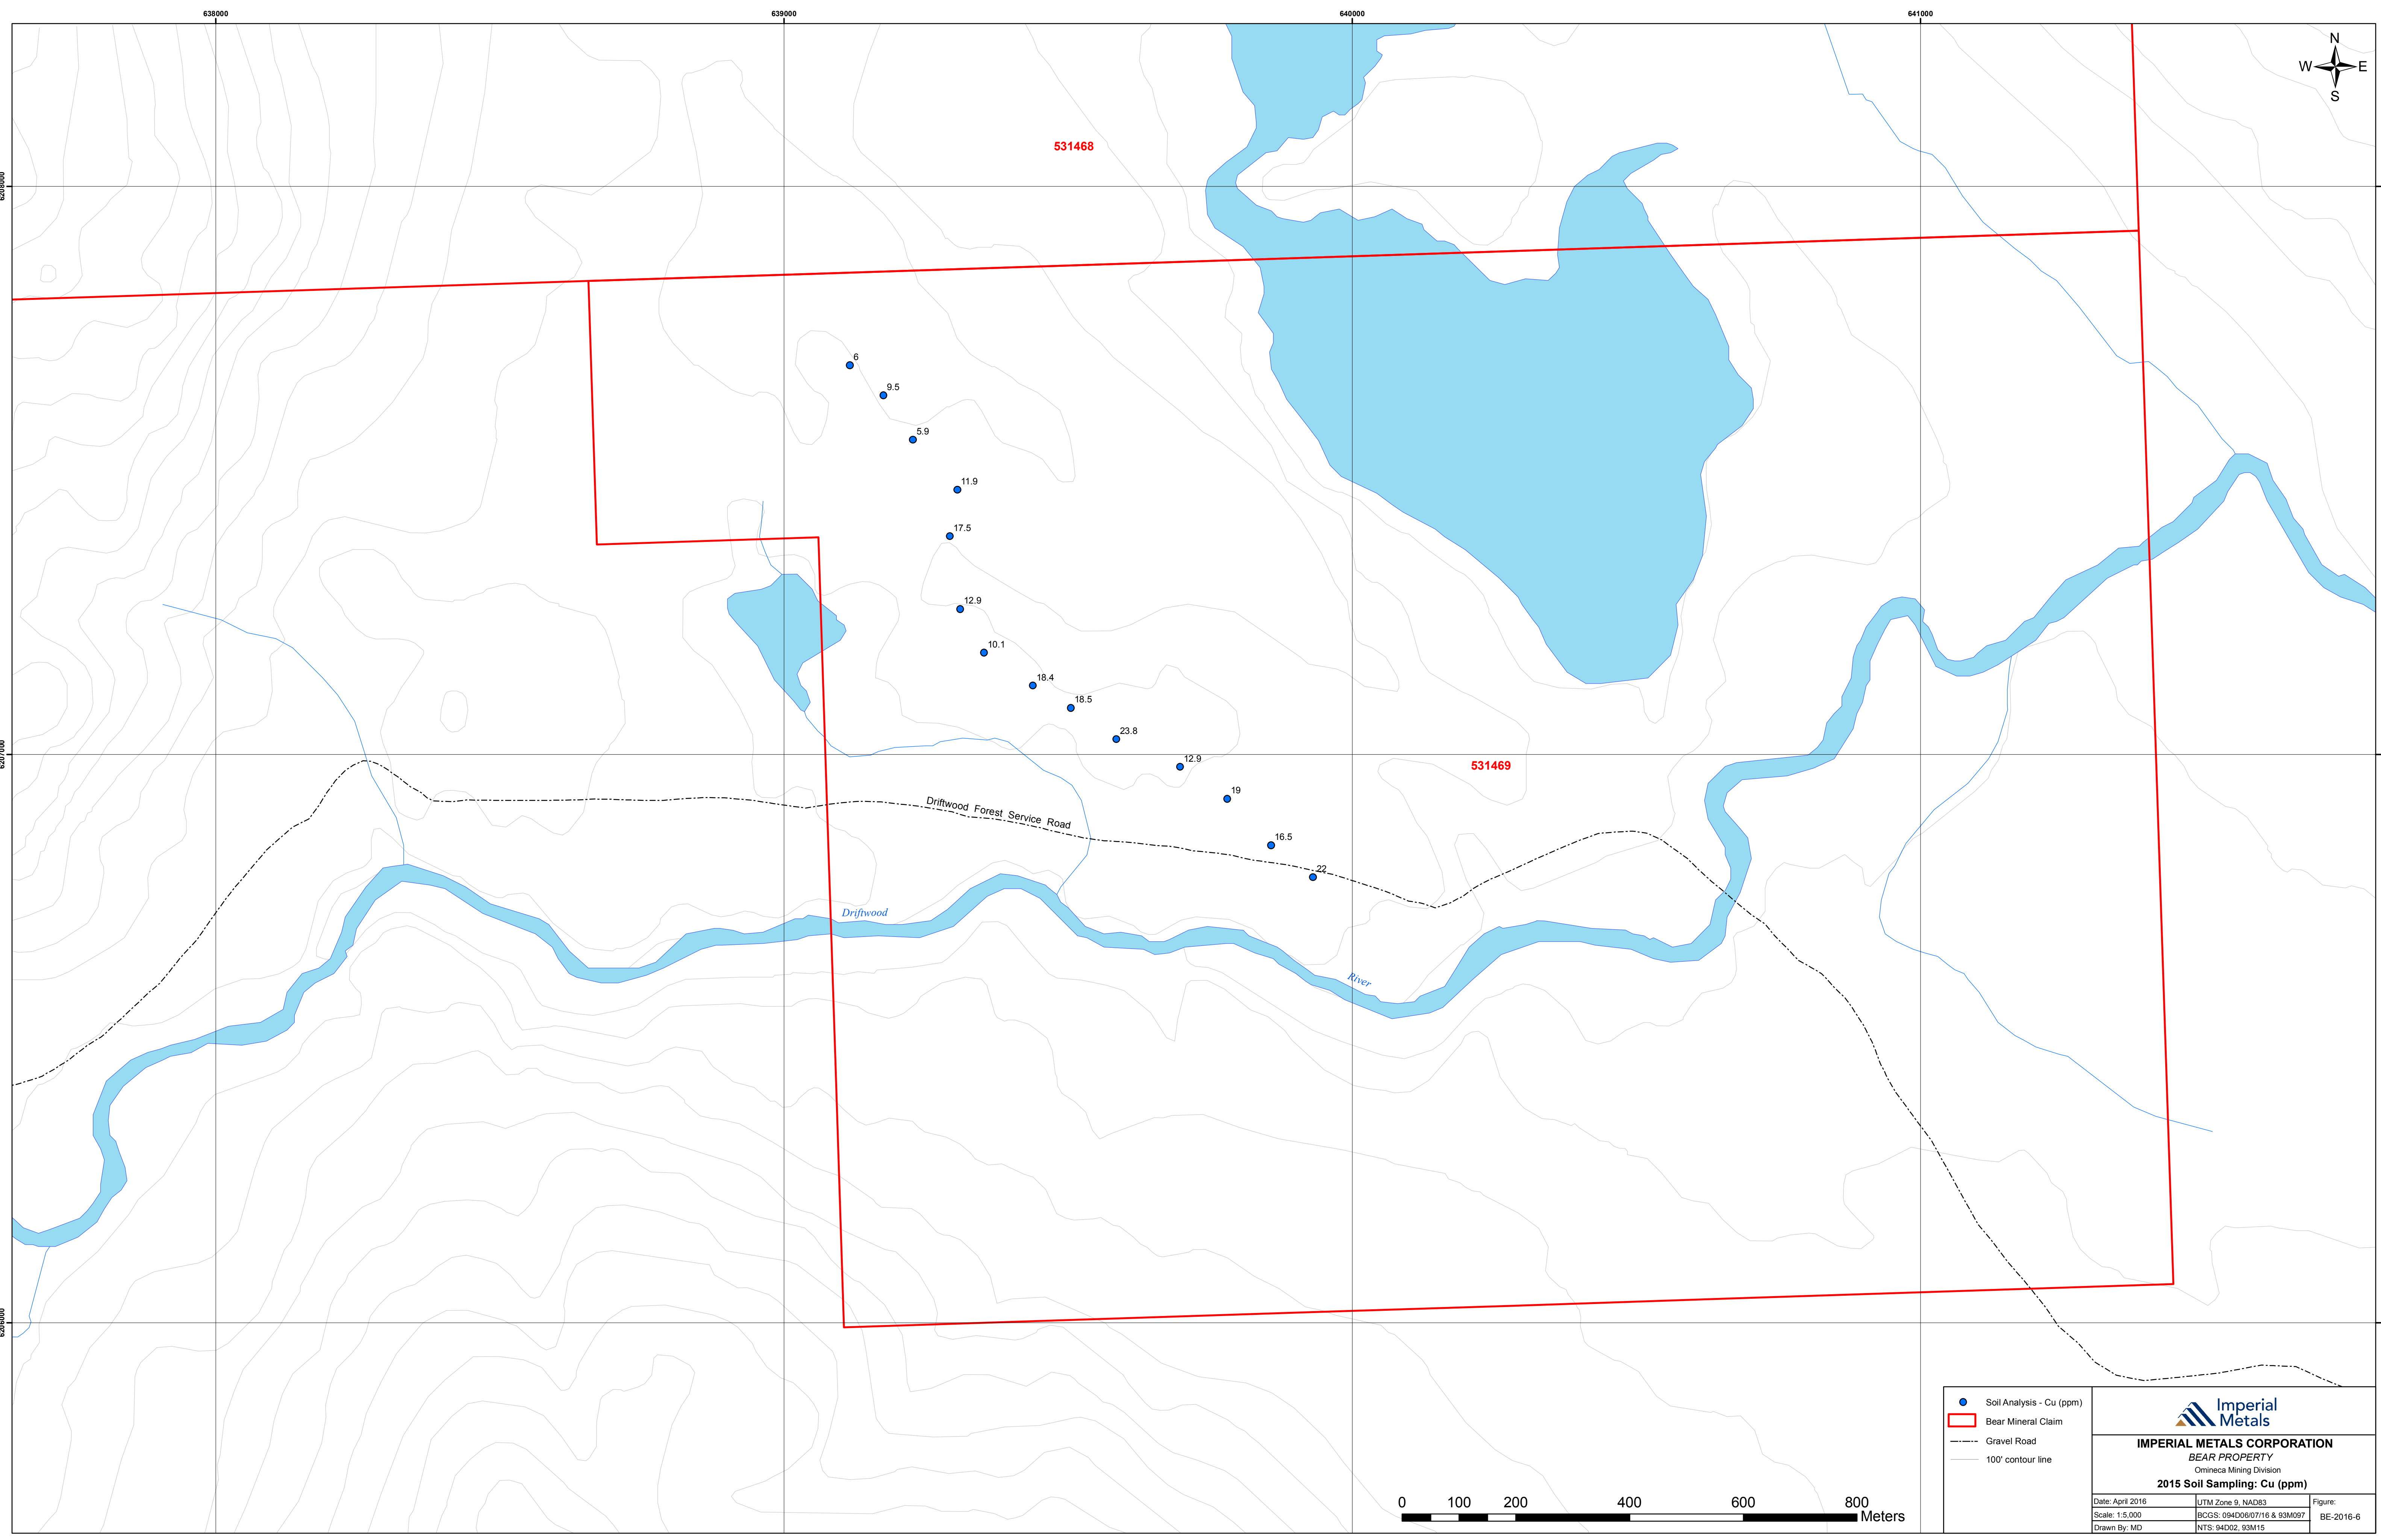 638000 639000 640000 641000
N
W E
S
531468
6208000
6
9.5
5.9
11.9
17.5
12.9
10.1
18.4
18.5
23.8
6207000
12.9
531469
19
Driftwood Forest Service Road
16.5
22
Driftwood
River
6206000
Soil Analysis - Cu (ppm)
Bear Mineral Claim
Gravel Road
100' contour line
Imperial
Metals
IMPERIAL METALS CORPORATION
BEAR PROPERTY
Omineca Mining Division
2015 Soil Sampling: Cu (ppm)
Date: April 2016 UTM Zone 9, NAD83 Figure:
Scale: 1:5,000 BCGS: 094D06/07/16 & 93M097 BE-2016-6
Drawn By: MD NTS: 94D02, 93M15
0 100 200 400 600 800
Meters